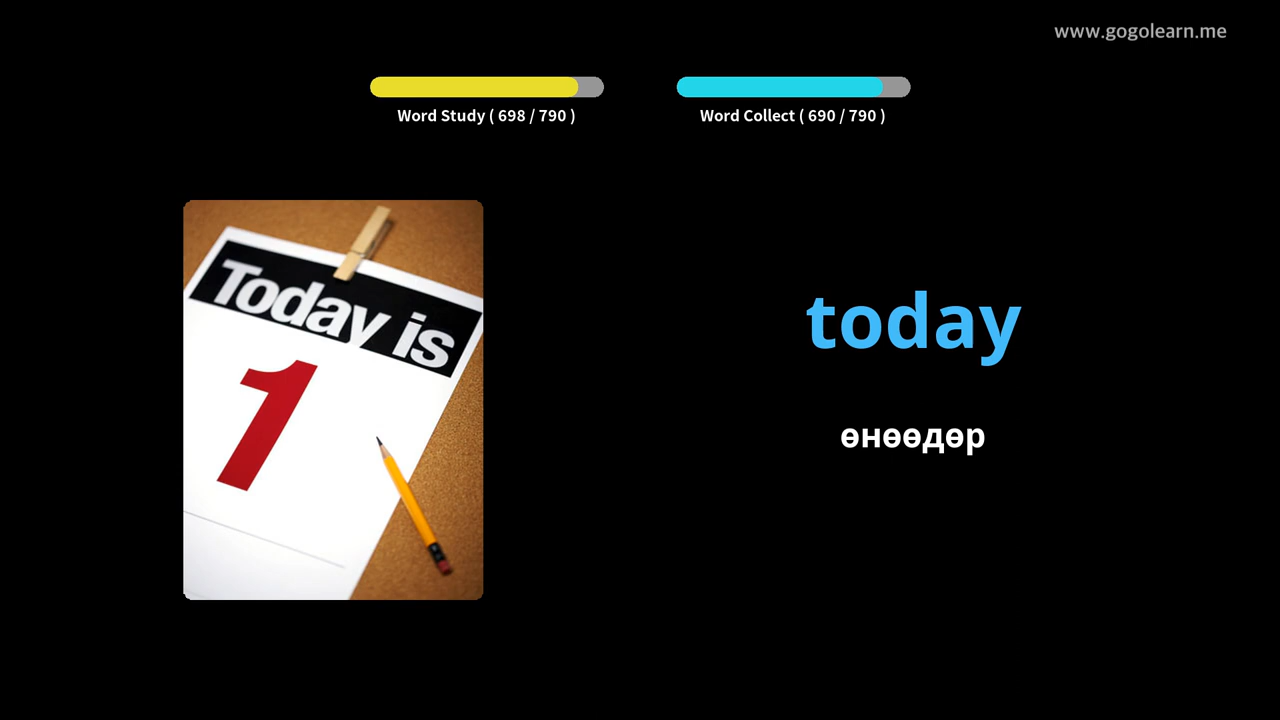 www.gogolearn.me
Word Study ( 698 / 790 )
Word Collect ( 690 / 790 )
Today is
1
today
өнөөдөр